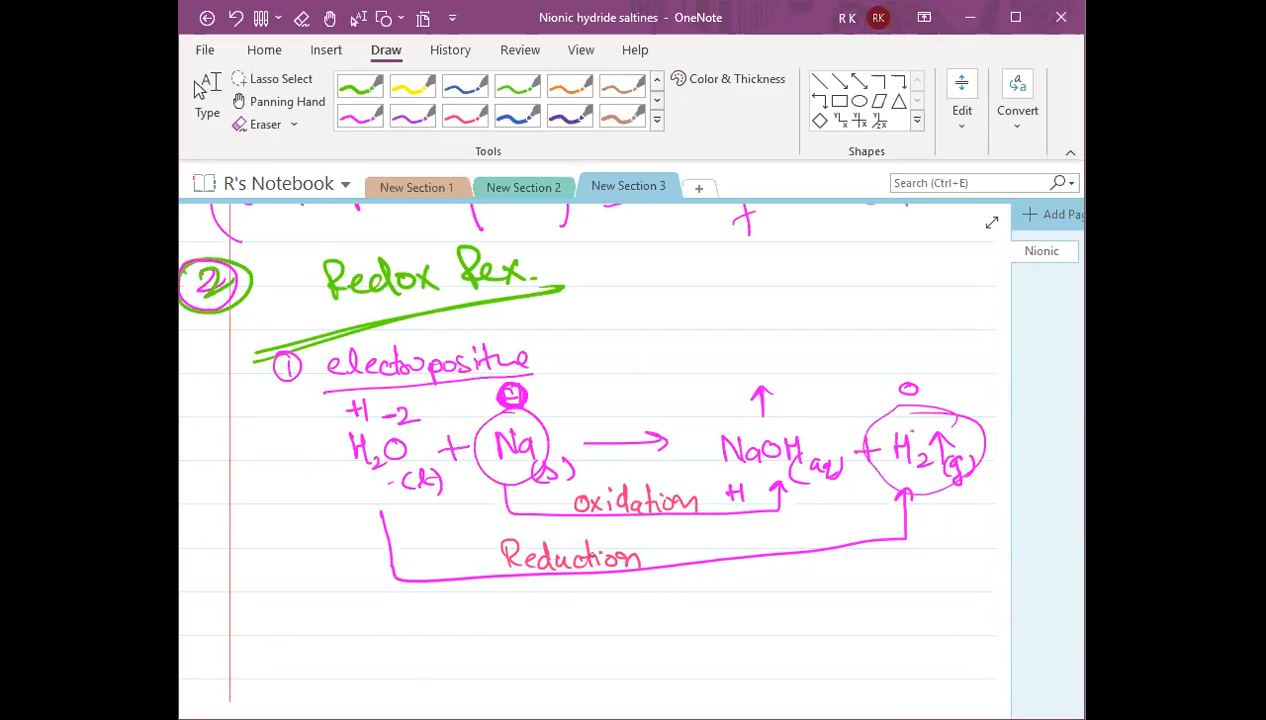 Nionic hydride saltines - OneNote
R K
RK
File Home Insert Draw History Review View Help
Type
Lasso Select
Panning Hand
Eraser
Color & Thickness
Edit
Convert
Tools
Shapes
R's Notebook
New Section 1
New Section 2
New Section 3
+
Search (Ctrl+E)
Add Pag
Nionic
2 Redox Rex.
1 electropositive
+1 -2
H2O(l) + Na(s) → NaOH(aq) + H2↑(g)
0
oxidation
+1
Reduction